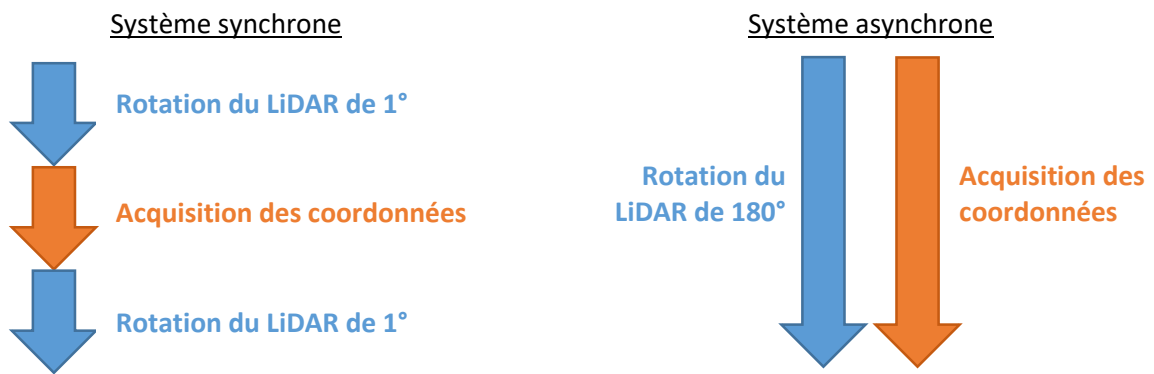 Système synchrone
Rotation du LiDAR de 1°
Acquisition des coordonnées
Rotation du LiDAR de 1°
Système asynchrone
Rotation du
LiDAR de 180°
Acquisition des
coordonnées